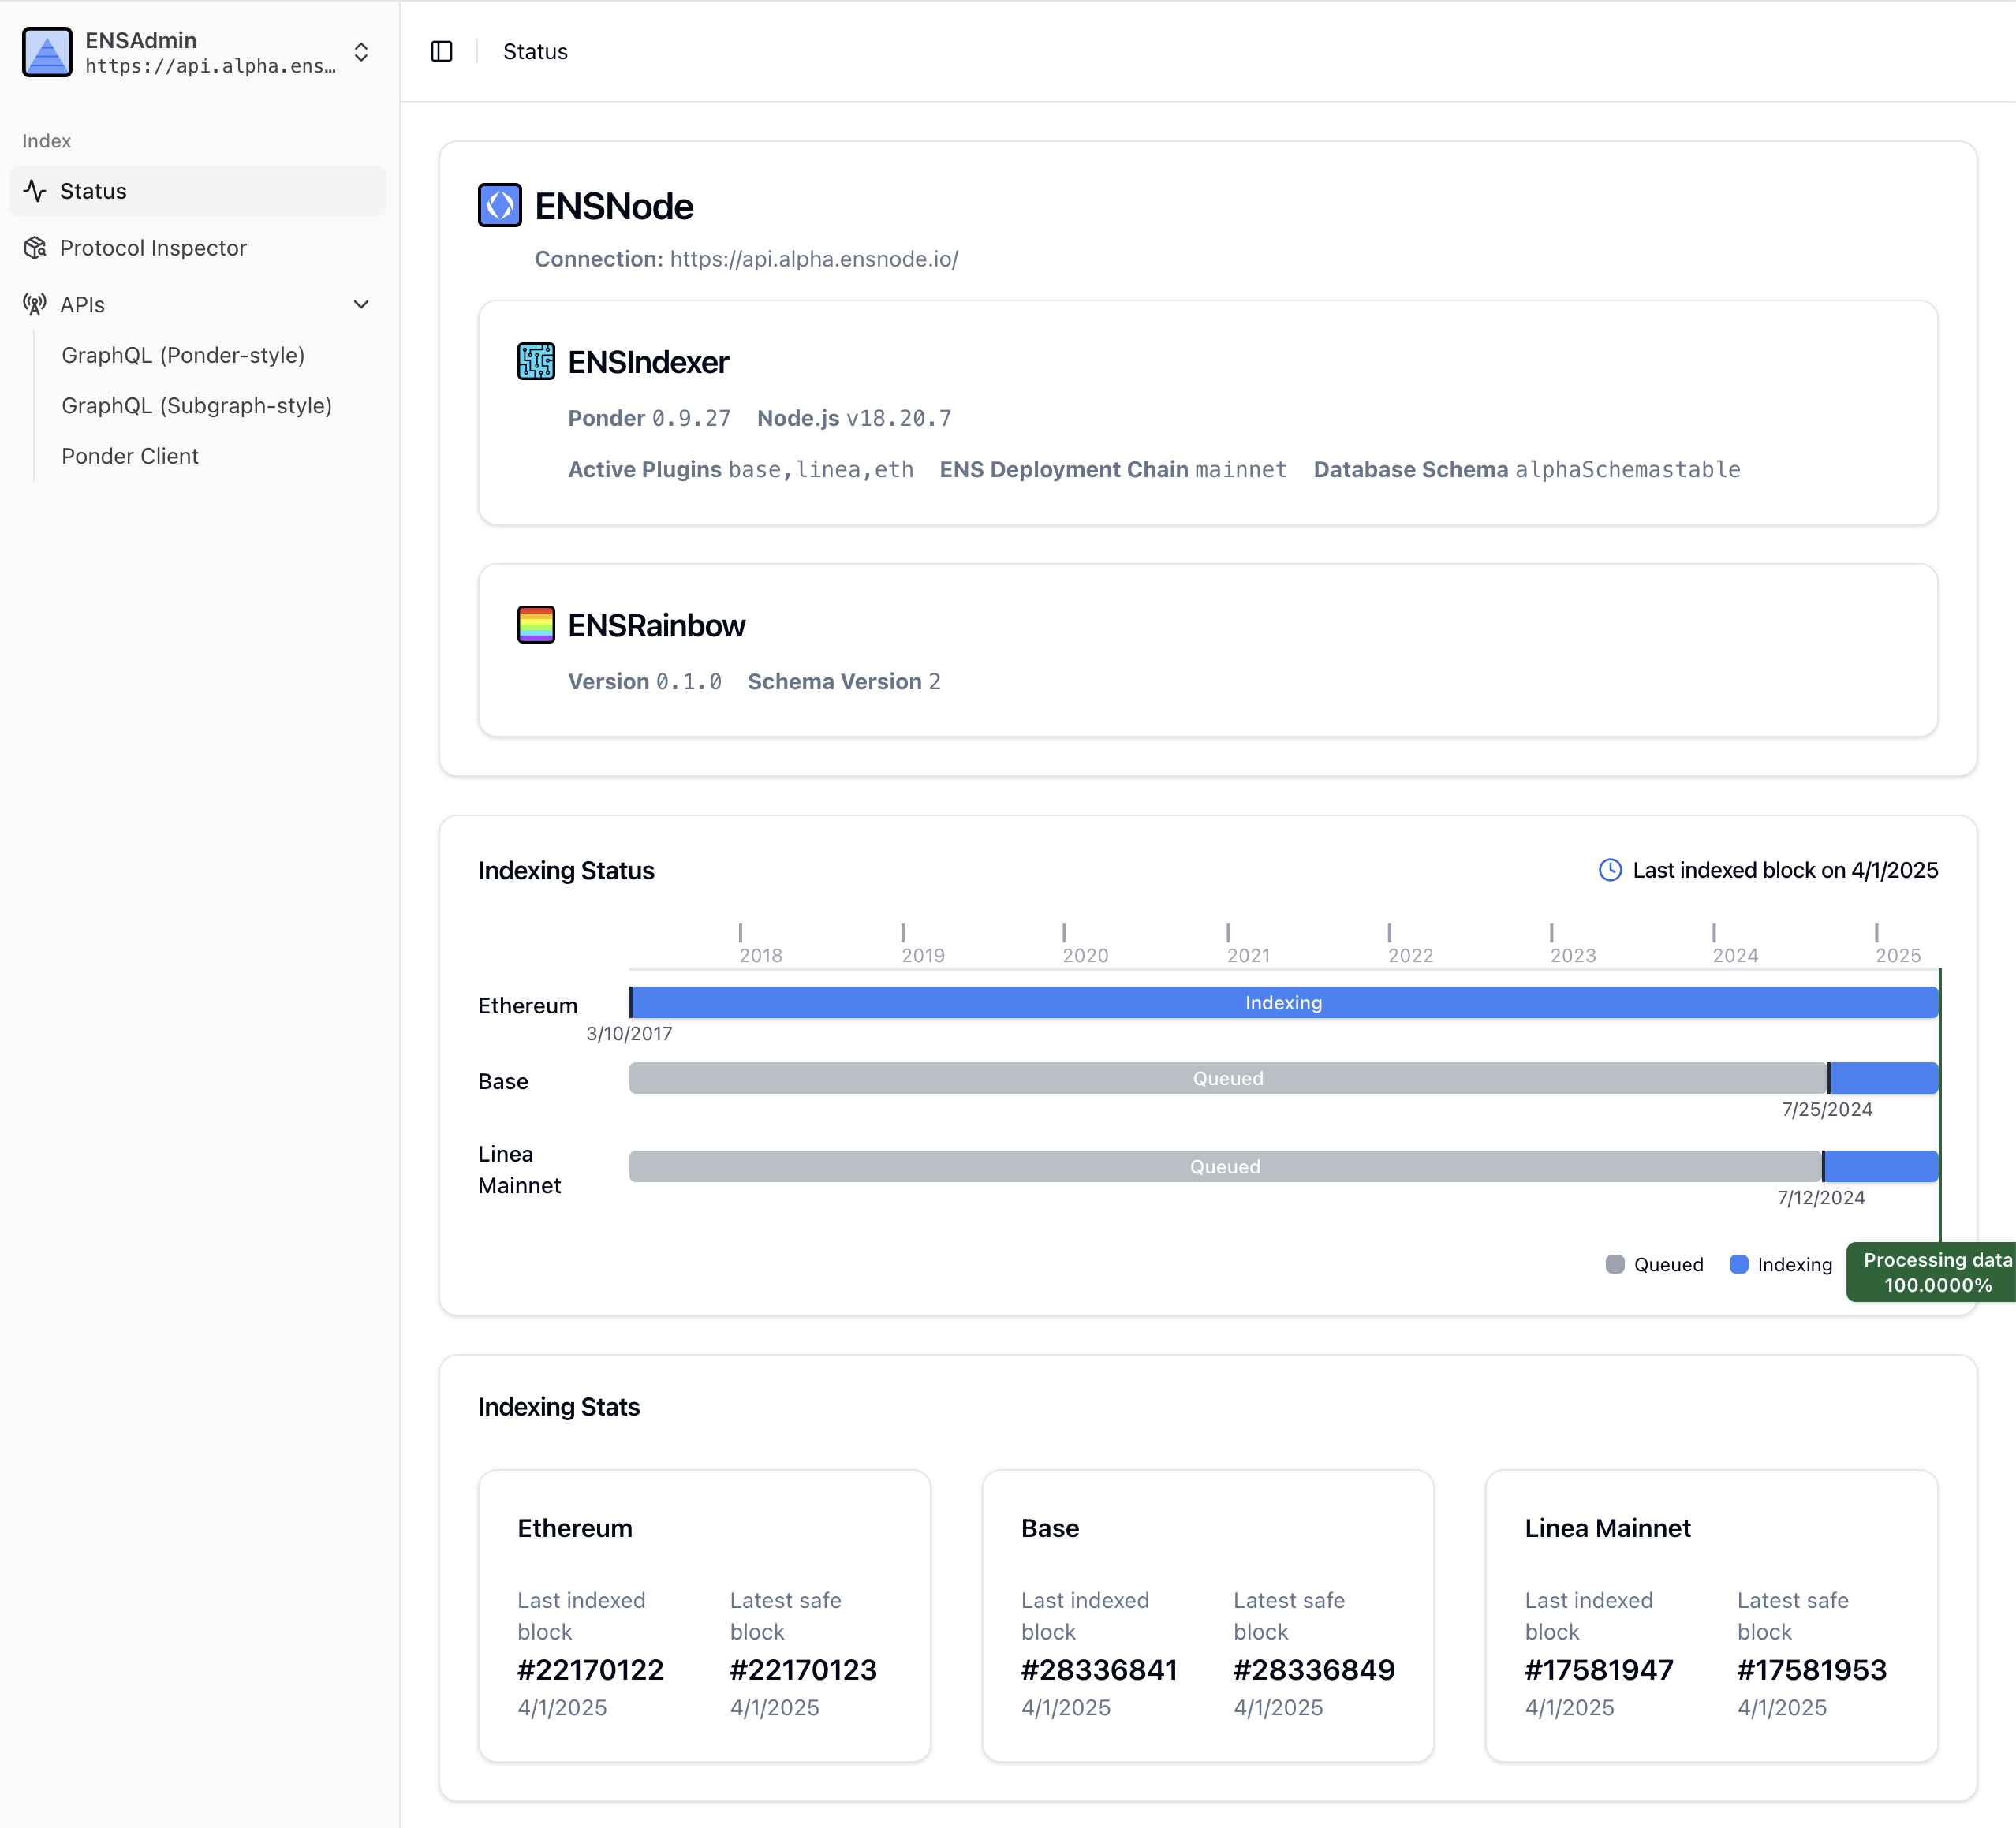 ENSAdmin
https://api.alpha.ens…
Index
Status
Protocol Inspector
APIs
GraphQL (Ponder-style)
GraphQL (Subgraph-style)
Ponder Client
Status
ENSNode
Connection: https://api.alpha.ensnode.io/
ENSIndexer
Ponder 0.9.27 Node.js v18.20.7
Active Plugins base,linea,eth ENS Deployment Chain mainnet Database Schema alphaSchemastable
ENSRainbow
Version 0.1.0 Schema Version 2
Indexing Status
Last indexed block on 4/1/2025
2018 2019 2020 2021 2022 2023 2024 2025
Ethereum
Indexing
3/10/2017
Base
Queued
7/25/2024
Linea
Mainnet
Queued
7/12/2024
Queued Indexing
Processing data
100.0000%
Indexing Stats
Ethereum
Last indexed
block
#22170122
4/1/2025
Latest safe
block
#22170123
4/1/2025
Base
Last indexed
block
#28336841
4/1/2025
Latest safe
block
#28336849
4/1/2025
Linea Mainnet
Last indexed
block
#17581947
4/1/2025
Latest safe
block
#17581953
4/1/2025